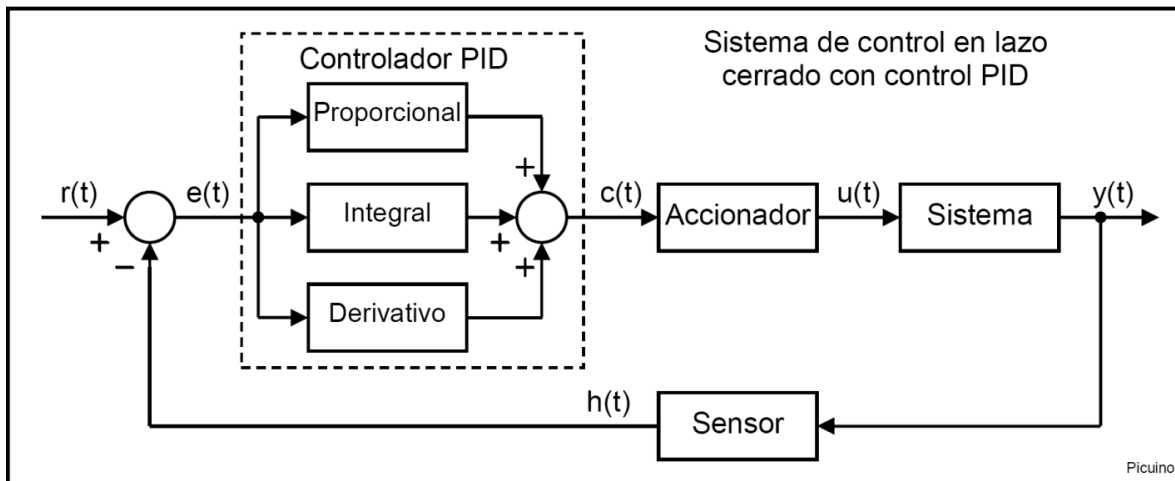 Controlador PID
Sistema de control en lazo
cerrado con control PID
Proporcional
+
r(t)
e(t)
Integral
c(t)
Accionador
u(t)
Sistema
y(t)
+
−
+
+
Derivativo
h(t)
Sensor
Picuino